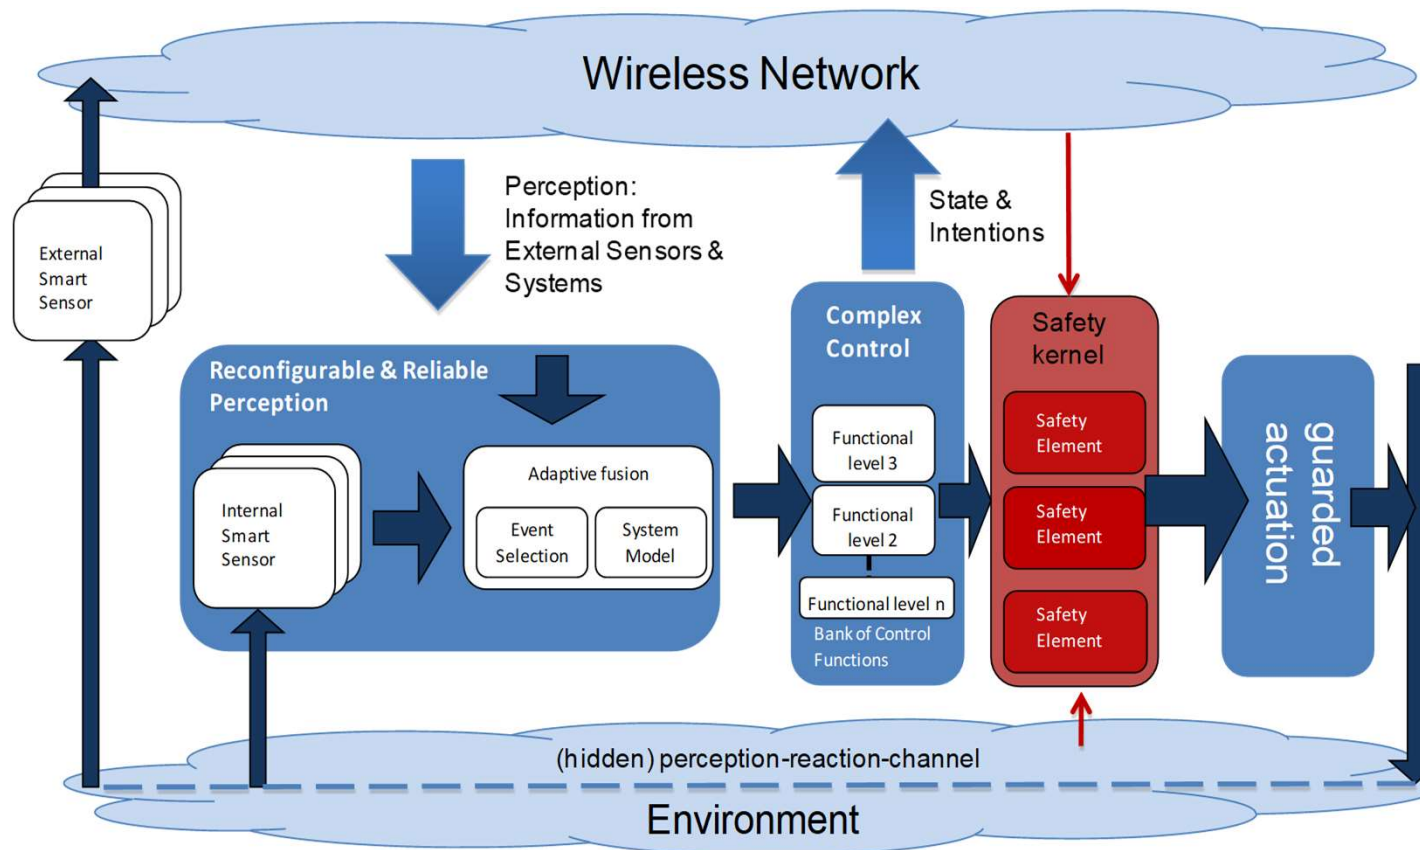 Wireless Network
Perception:
Information from
External Sensors &
Systems
State &
Intentions
External
Smart
Sensor
Reconfigurable & Reliable
Perception
Internal
Smart
Sensor
Adaptive fusion
Event
Selection
System
Model
Complex
Control
Functional
level 3
Functional
level 2
Functional level n
Bank of Control
Functions
Safety
kernel
Safety
Element
Safety
Element
Safety
Element
guarded
actuation
(hidden) perception-reaction-channel
Environment